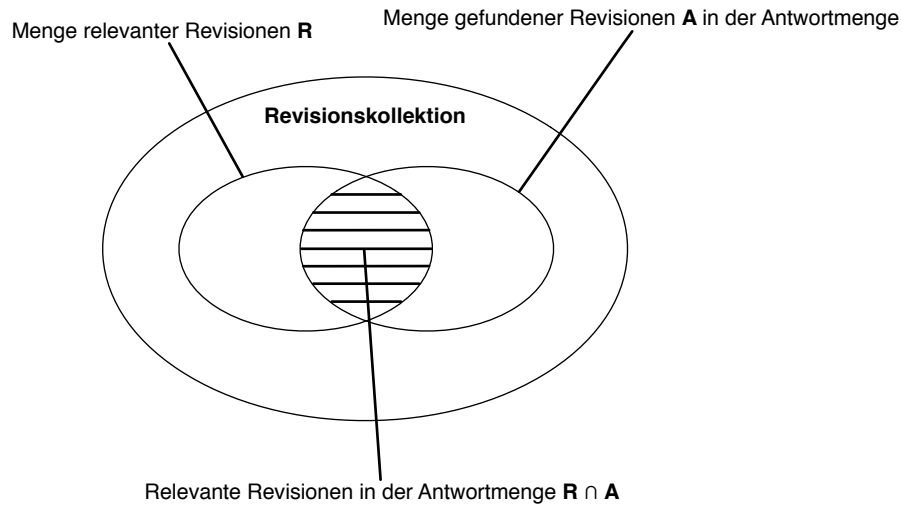 Menge gefundener Revisionen A in der Antwortmenge
Menge relevanter Revisionen R
Revisionskollektion
Relevante Revisionen in der Antwortmenge R ∩ A